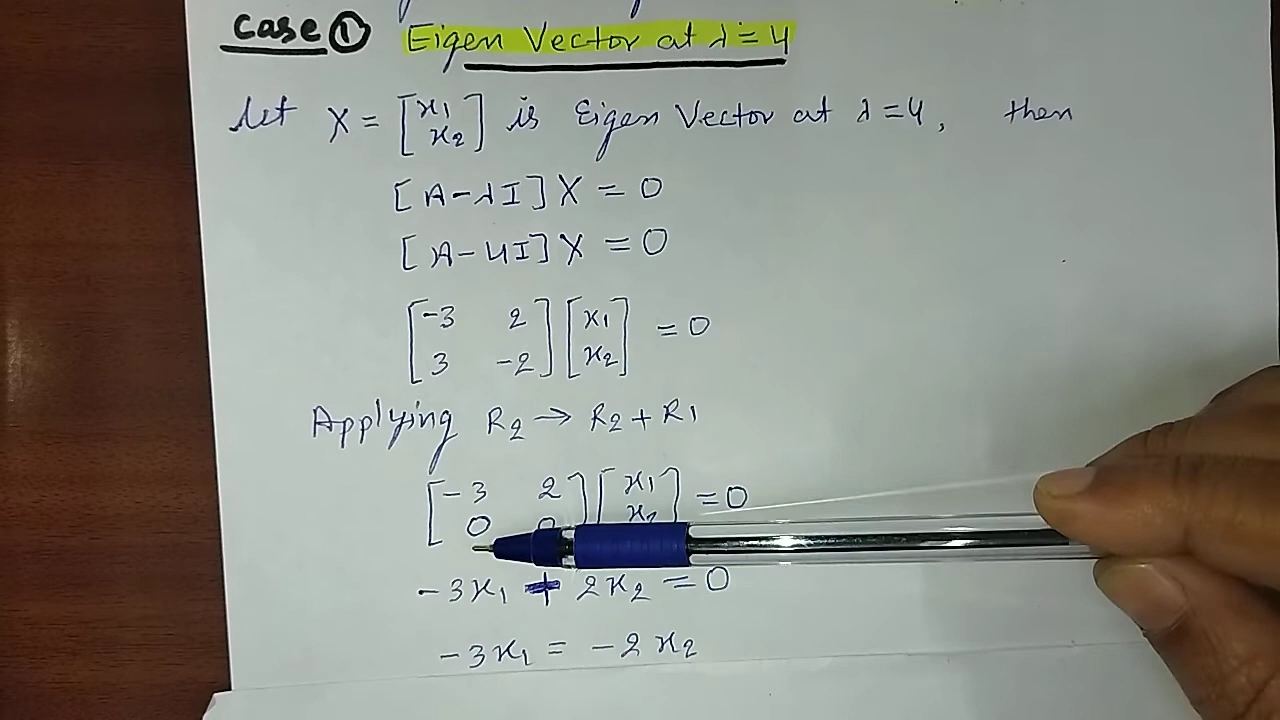 Case ① Eigen Vector at λ=4
Let X = [x1 x2] is Eigen Vector at λ=4, then
[A-λI]X = 0
[A-4I]X = 0
[-3 2
3 -2] [x1
x2] = 0
Applying R2 → R2 + R1
[-3 2
0 0] [x1
x2] = 0
-3x1 + 2x2 = 0
-3x1 = -2x2